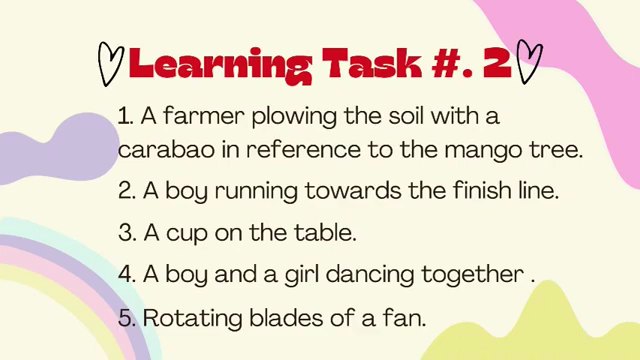 Learning Task #. 2
1. A farmer plowing the soil with a
carabao in reference to the mango tree.
2. A boy running towards the finish line.
3. A cup on the table.
4. A boy and a girl dancing together .
5. Rotating blades of a fan.